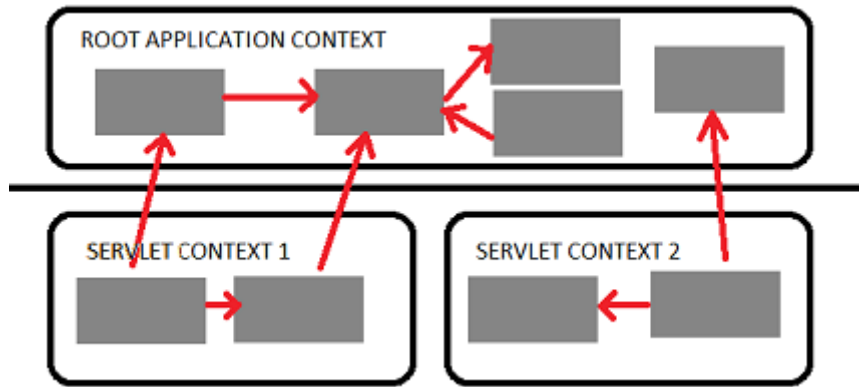 ROOT APPLICATION CONTEXT
SERVLET CONTEXT 1
SERVLET CONTEXT 2